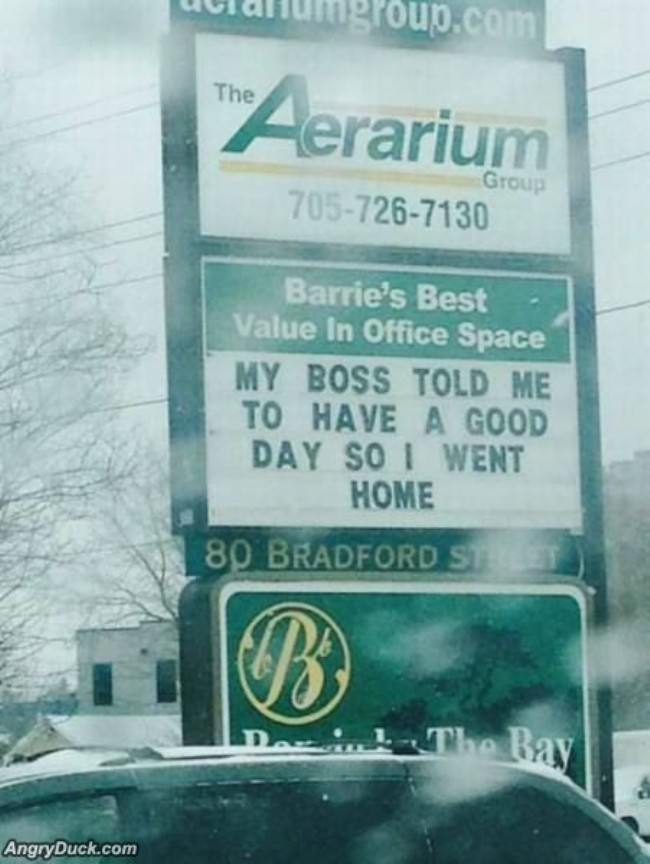 aerariumgroup.com
The Aerarium
Group
705-726-7130
Barrie's Best
Value In Office Space
MY BOSS TOLD ME
TO HAVE A GOOD
DAY SO I WENT
HOME
80 BRADFORD STREET
B
The Bay
AngryDuck.com